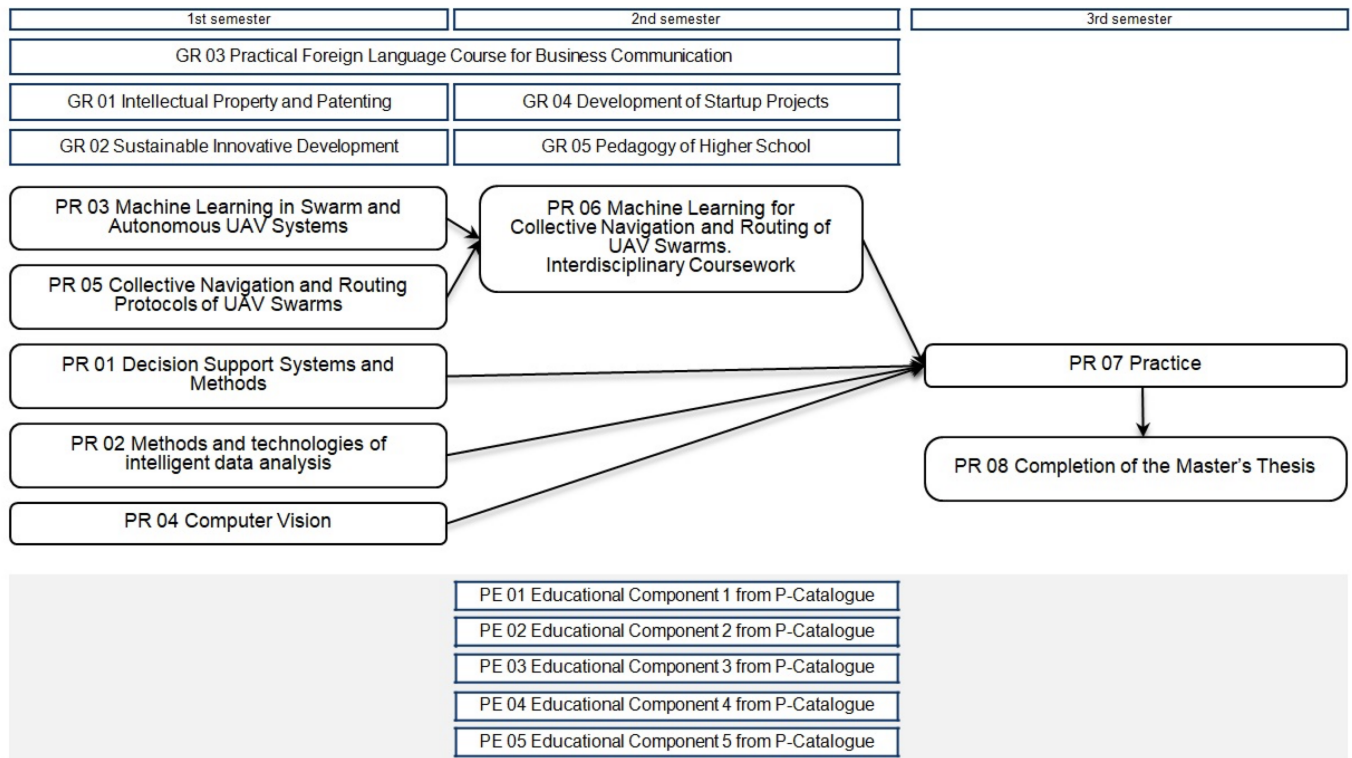 1st semester
2nd semester
3rd semester
GR 03 Practical Foreign Language Course for Business Communication
GR 01 Intellectual Property and Patenting
GR 04 Development of Startup Projects
GR 02 Sustainable Innovative Development
GR 05 Pedagogy of Higher School
PR 03 Machine Learning in Swarm and
Autonomous UAV Systems
PR 06 Machine Learning for
Collective Navigation and Routing of
UAV Swarms.
Interdisciplinary Coursework
PR 05 Collective Navigation and Routing
Protocols of UAV Swarms
PR 01 Decision Support Systems and
Methods
PR 07 Practice
PR 02 Methods and technologies of
intelligent data analysis
PR 08 Completion of the Master's Thesis
PR 04 Computer Vision
PE 01 Educational Component 1 from P-Catalogue
PE 02 Educational Component 2 from P-Catalogue
PE 03 Educational Component 3 from P-Catalogue
PE 04 Educational Component 4 from P-Catalogue
PE 05 Educational Component 5 from P-Catalogue